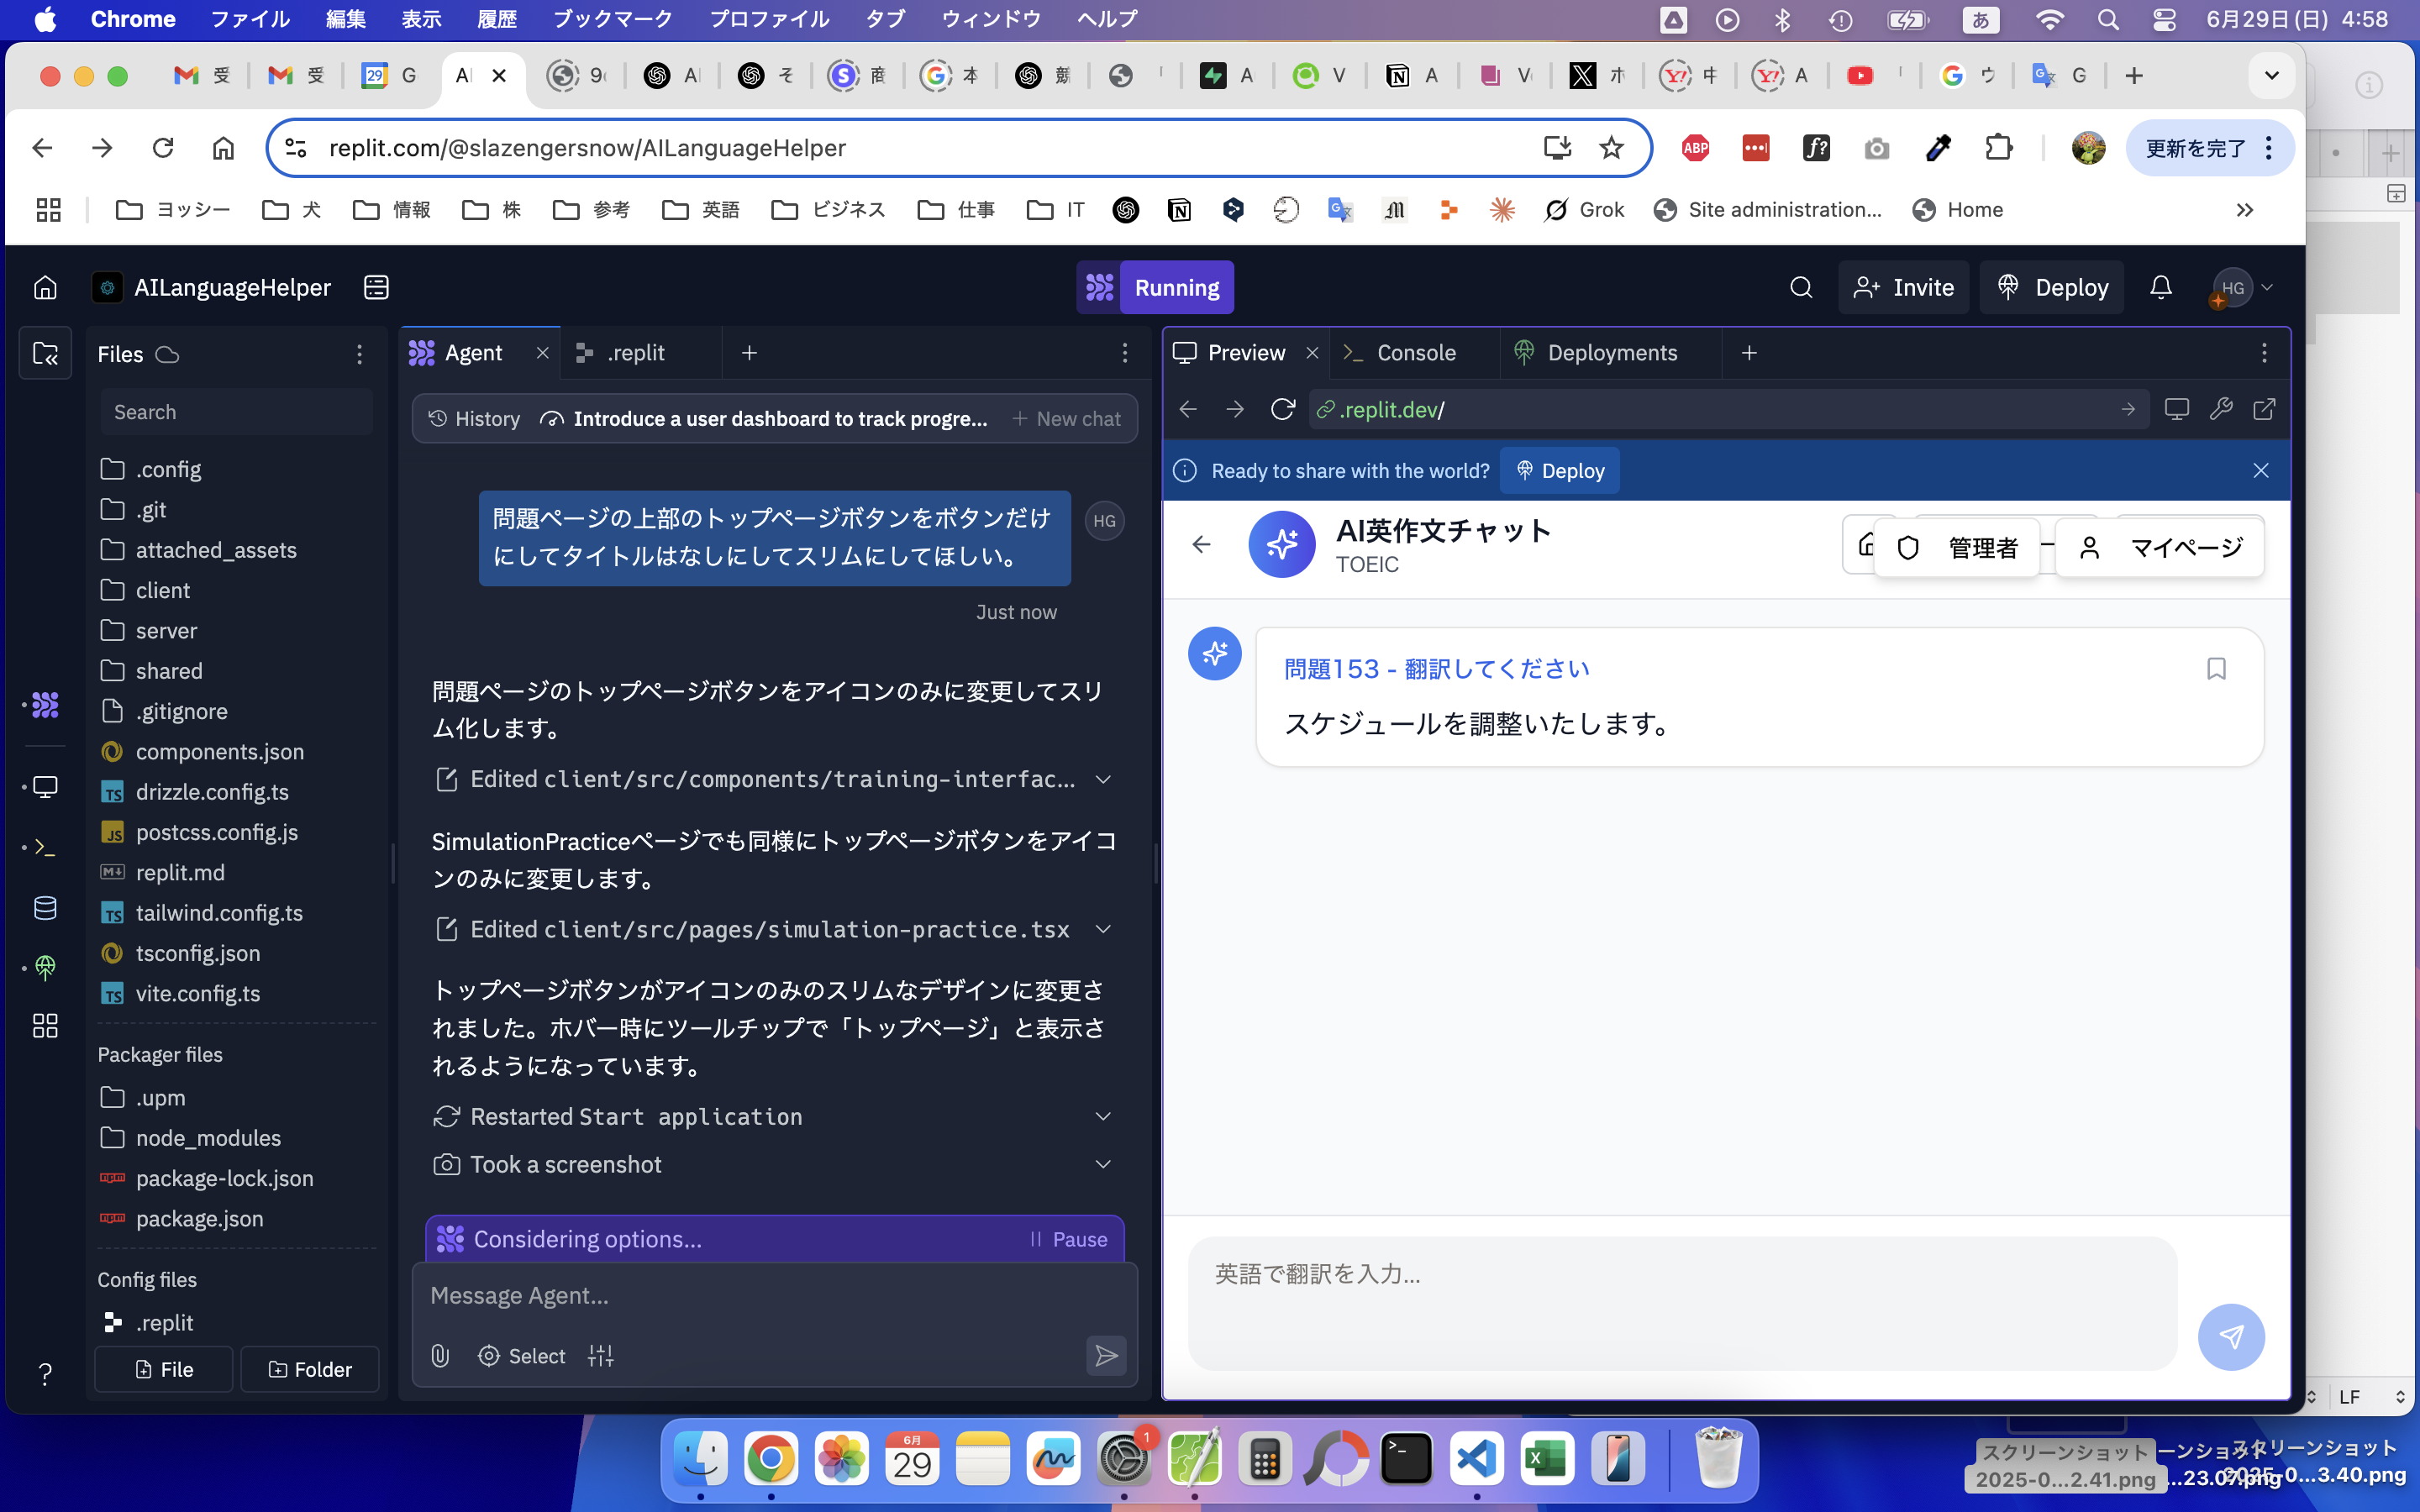 Chrome ファイル 編集 表示 履歴 ブックマーク プロファイル タブ ウィンドウ ヘルプ
あ 6月29日(日) 4:58
受 受 G AI A そ 商 本 競 A V A V ホ 中 A ウ G
replit.com/@slazengersnow/AILanguageHelper
ABP f? 更新を完了
ヨッシー 犬 情報 株 参考 英語 ビジネス 仕事 IT Grok Site administration... Home
AILanguageHelper
Running
Invite Deploy HG
Files
Search
.config
.git
attached_assets
client
server
shared
.gitignore
components.json
drizzle.config.ts
postcss.config.js
replit.md
tailwind.config.ts
tsconfig.json
vite.config.ts
Packager files
.upm
node_modules
package-lock.json
package.json
Config files
.replit
File Folder
Agent .replit
History Introduce a user dashboard to track progre... New chat
問題ページの上部のトップページボタンをボタンだけ
にしてタイトルはなしにしてスリムにしてほしい。
HG
Just now
問題ページのトップページボタンをアイコンのみに変更してスリ
ム化します。
Edited client/src/components/training-interfac...
SimulationPracticeページでも同様にトップページボタンをアイコ
ンのみに変更します。
Edited client/src/pages/simulation-practice.tsx
トップページボタンがアイコンのみのスリムなデザインに変更さ
れました。ホバー時にツールチップで「トップページ」と表示さ
れるようになっています。
Restarted Start application
Took a screenshot
Considering options... Pause
Message Agent...
Select
Preview Console Deployments
.replit.dev/
Ready to share with the world? Deploy
AI英作文チャット
TOEIC
管理者 マイページ
問題153 - 翻訳してください
スケジュールを調整いたします。
英語で翻訳を入力...
LF
6月
29
1
スクリーンショット
2025-0...2.41.png
ーンショット
...23.07.png
スクリーンショット
2025-0...3.40.png